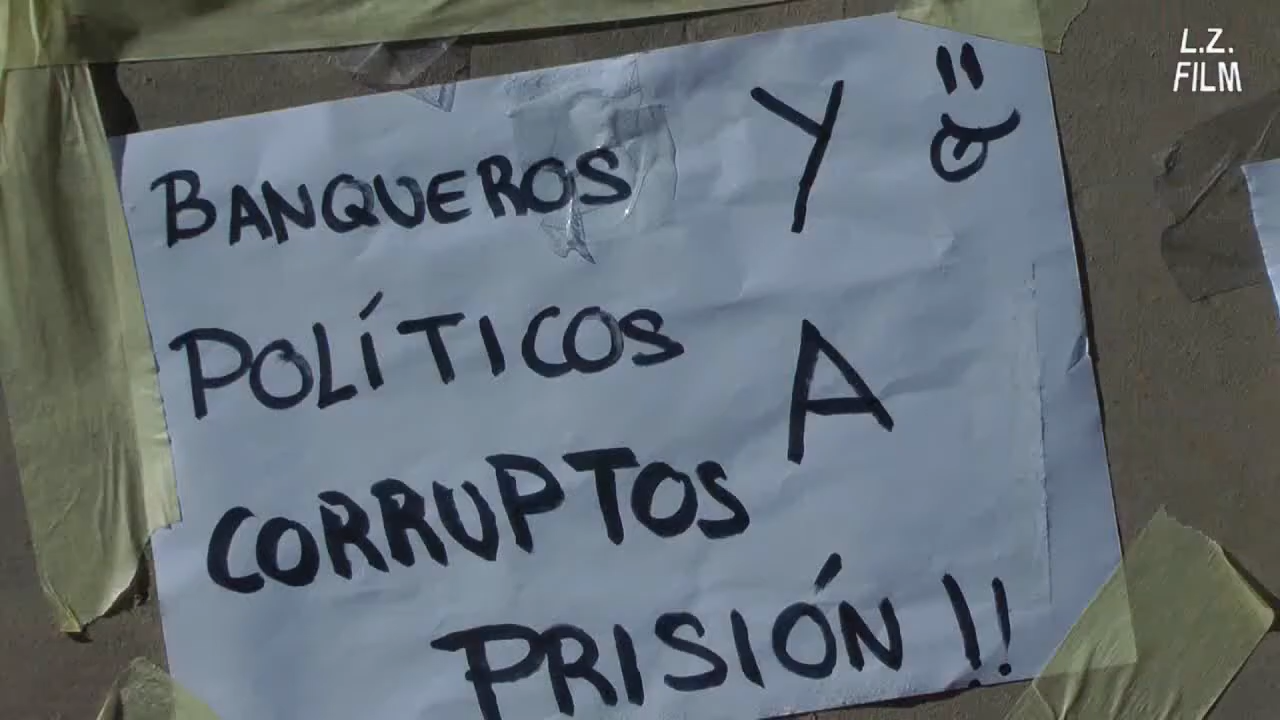 L.Z.
FILM
BANQUEROS Y
POLÍTICOS A
CORRUPTOS
PRISIÓN!!